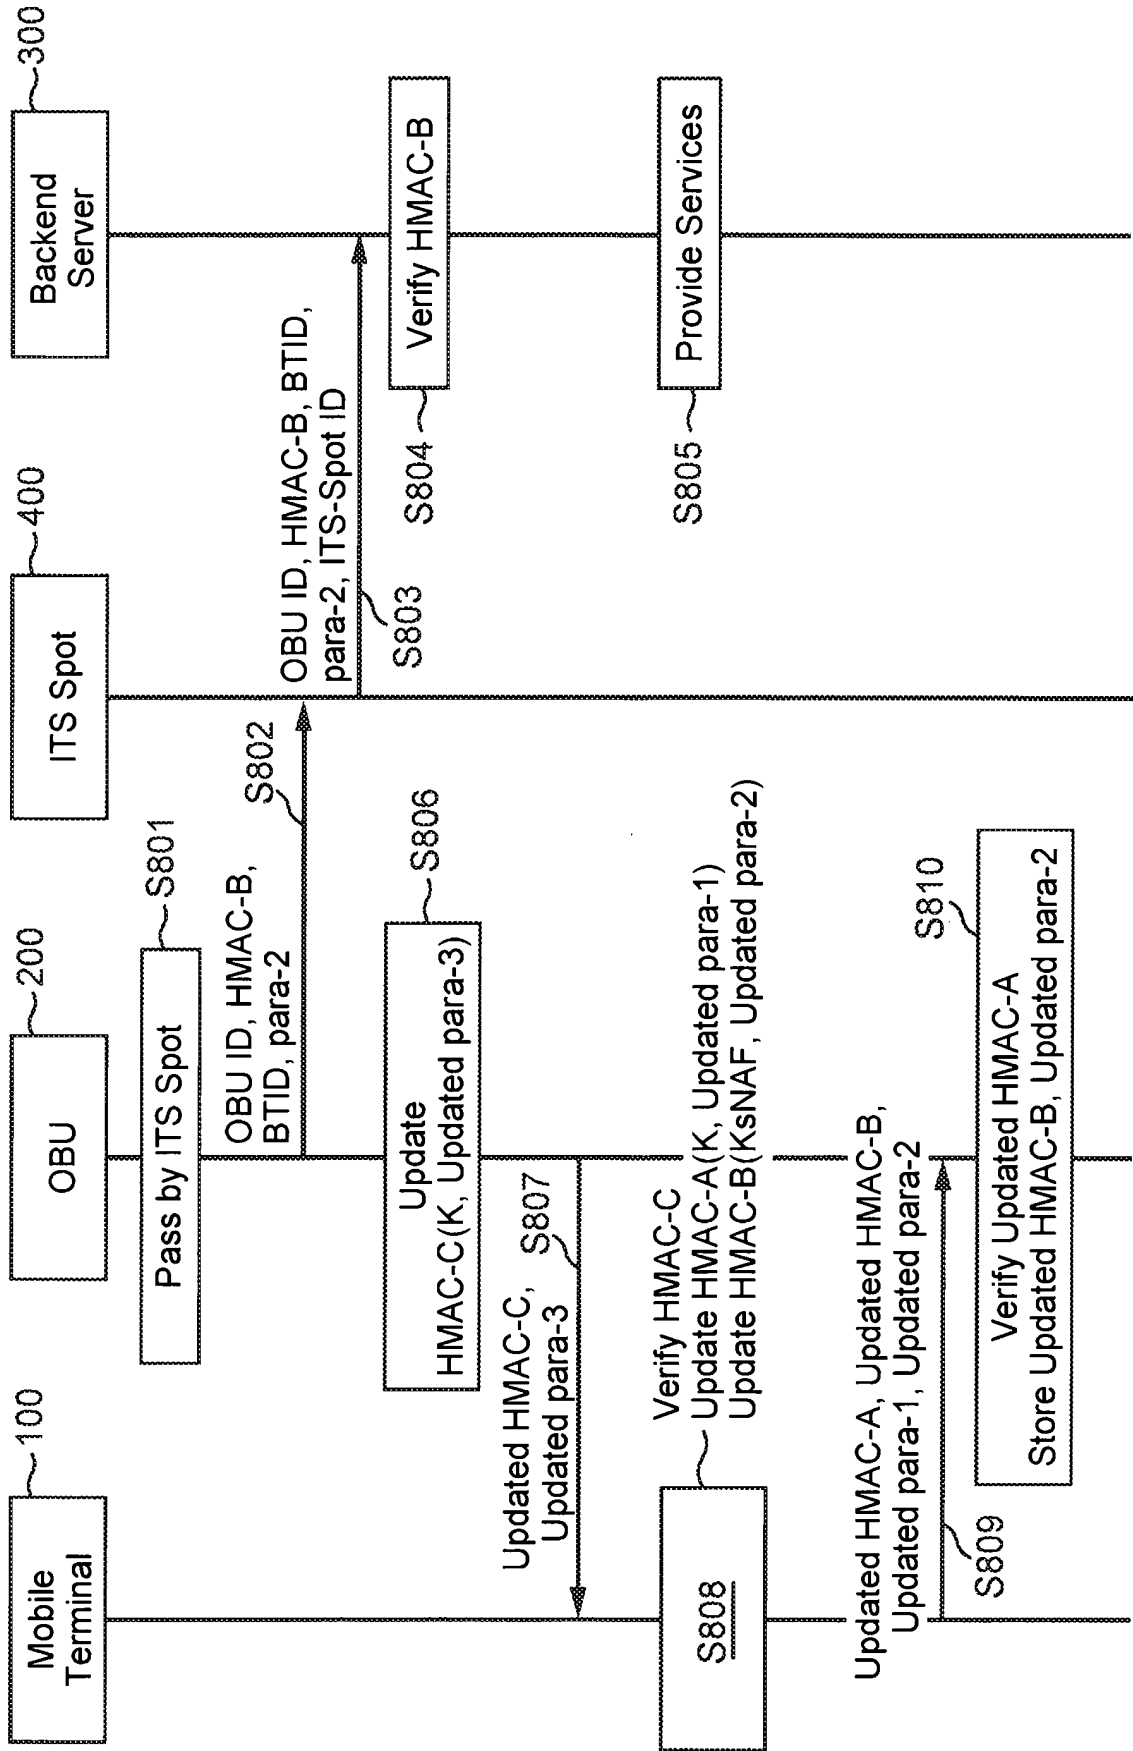 Mobile
Terminal
100
OBU
200
ITS Spot
400
Backend
Server
300
Pass by ITS Spot
S801
OBU ID, HMAC-B,
BTID, para-2
S802
OBU ID, HMAC-B, BTID,
para-2, ITS-Spot ID
S803
Verify HMAC-B
S804
Provide Services
S805
Update
HMAC-C(K, Updated para-3)
S806
Updated HMAC-C,
Updated para-3
S807
S808
Verify HMAC-C
Update HMAC-A(K, Updated para-1)
Update HMAC-B(KsNAF, Updated para-2)
Updated HMAC-A, Updated HMAC-B,
Updated para-1, Updated para-2
S809
Verify Updated HMAC-A
Store Updated HMAC-B, Updated para-2
S810